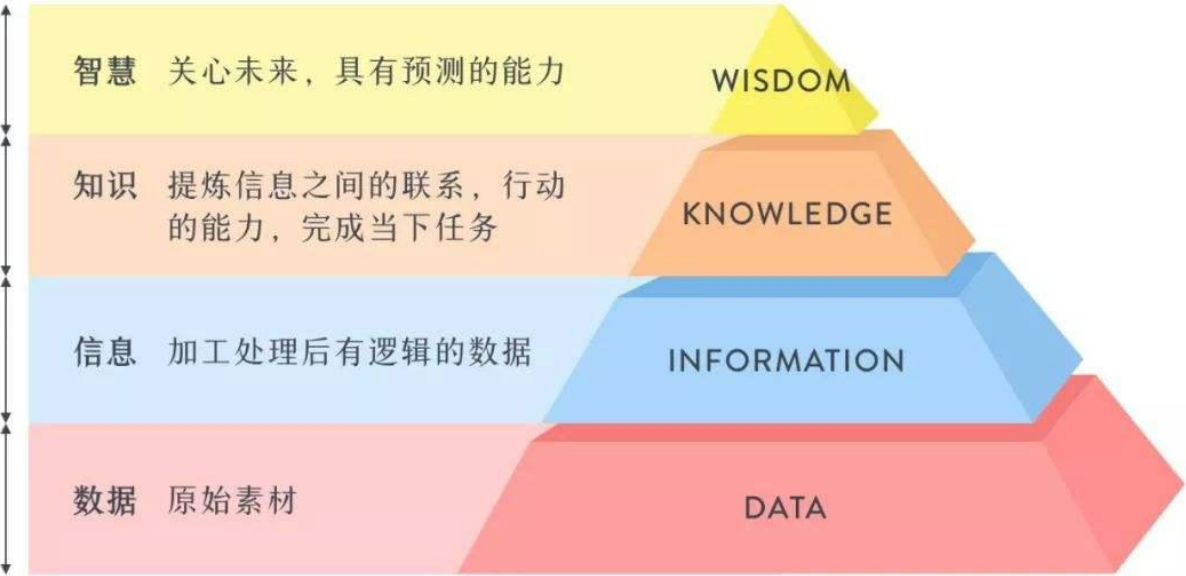 智慧 关心未来，具有预测的能力
WISDOM
知识 提炼信息之间的联系，行动
的能力，完成当下任务
KNOWLEDGE
信息 加工处理后有逻辑的数据
INFORMATION
数据 原始素材
DATA